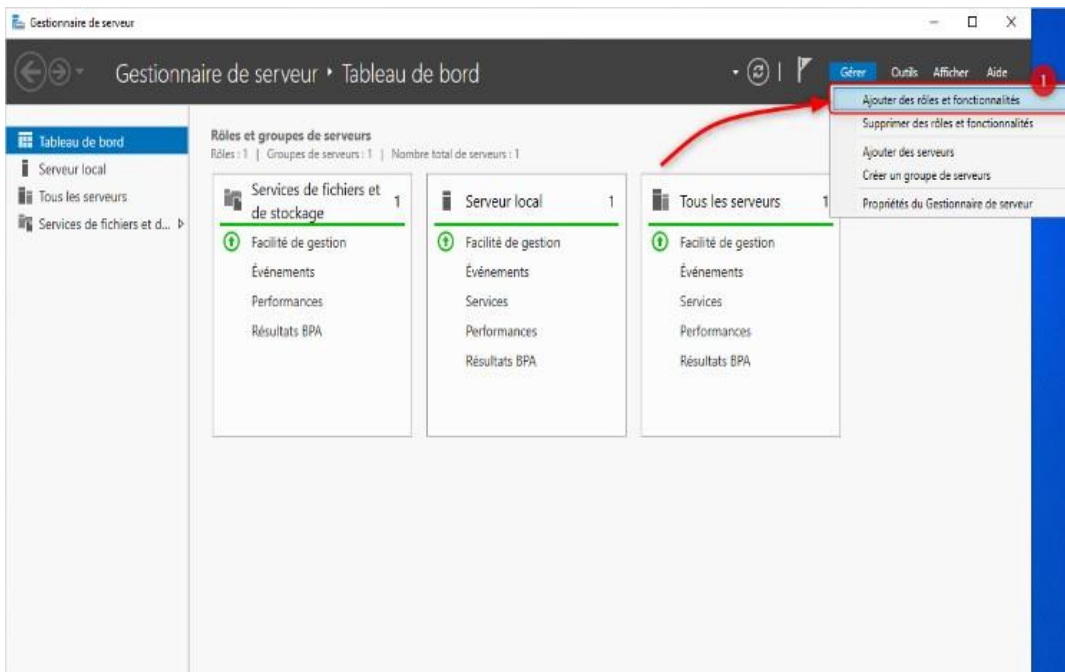 Gestionnaire de serveur
Gestionnaire de serveur ‣ Tableau de bord
Gérer Outils Afficher Aide
1
Ajouter des rôles et fonctionnalités
Supprimer des rôles et fonctionnalités
Ajouter des serveurs
Créer un groupe de serveurs
Propriétés du Gestionnaire de serveur
Tableau de bord
Serveur local
Tous les serveurs
Services de fichiers et d...
Rôles et groupes de serveurs
Rôles : 1 | Groupes de serveurs : 1 | Nombre total de serveurs : 1
Services de fichiers et
de stockage 1
Facilité de gestion
Événements
Performances
Résultats BPA
Serveur local 1
Facilité de gestion
Événements
Services
Performances
Résultats BPA
Tous les serveurs 1
Facilité de gestion
Événements
Services
Performances
Résultats BPA